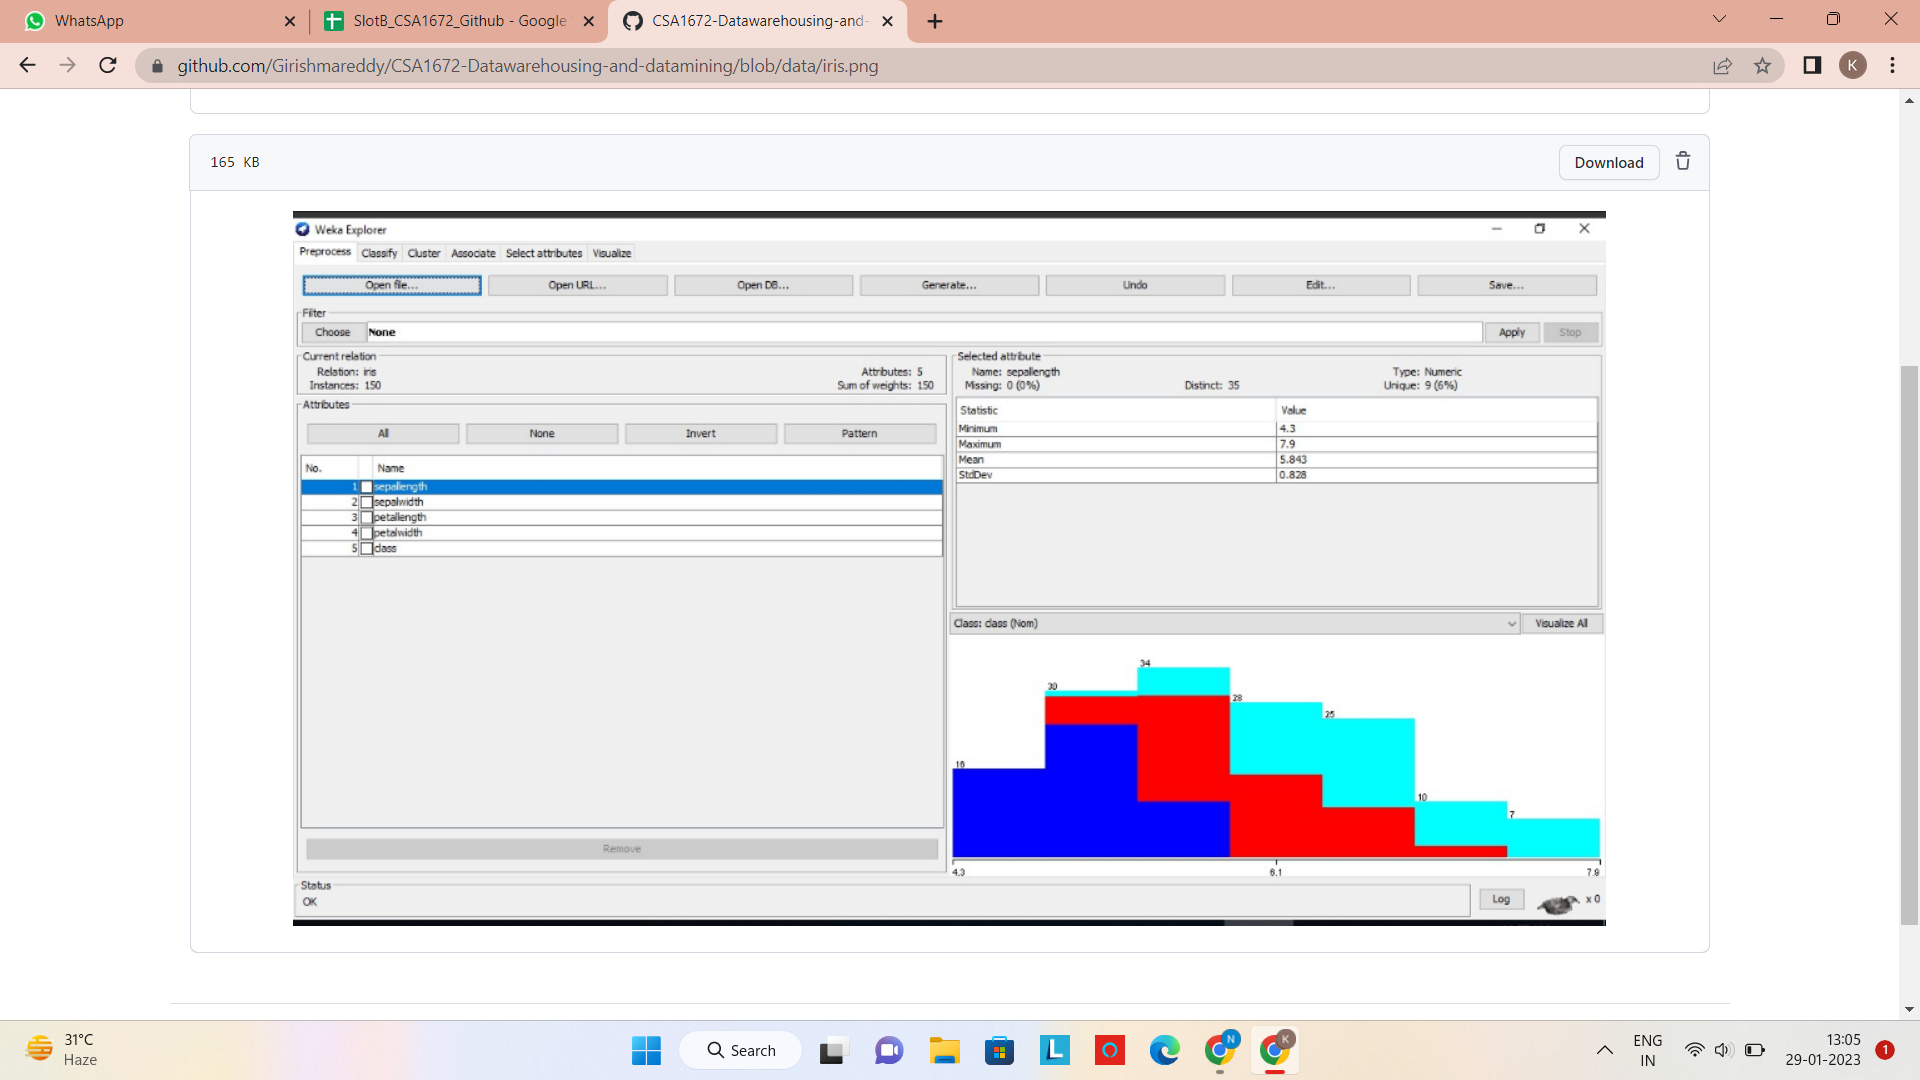 WhatsApp
SlotB_CSA1672_Github - Google
CSA1672-Datawarehousing-and-
github.com/Girishmareddy/CSA1672-Datawarehousing-and-datamining/blob/data/iris.png
K
165 KB
Download
Weka Explorer
Preprocess Classify Cluster Associate Select attributes Visualize
Open file... Open URL... Open DB... Generate... Undo Edit... Save...
Filter
Choose None Apply Stop
Current relation
Relation: iris Attributes: 5
Instances: 150 Sum of weights: 150
Selected attribute
Name: sepallength Type: Numeric
Missing: 0 (0%) Distinct: 35 Unique: 9 (6%)
Attributes
All None Invert Pattern
No. Name
1 sepallength
2 sepalwidth
3 petallength
4 petalwidth
5 class
Remove
Statistic Value
Minimum 4.3
Maximum 7.9
Mean 5.843
StdDev 0.828
Class: class (Nom) Visualize All
34
30
28
25
16
10
7
4.3 6.1 7.9
Status
OK
Log x 0
31°C
Haze
Search
L
N
K
ENG
IN
13:05
29-01-2023
1